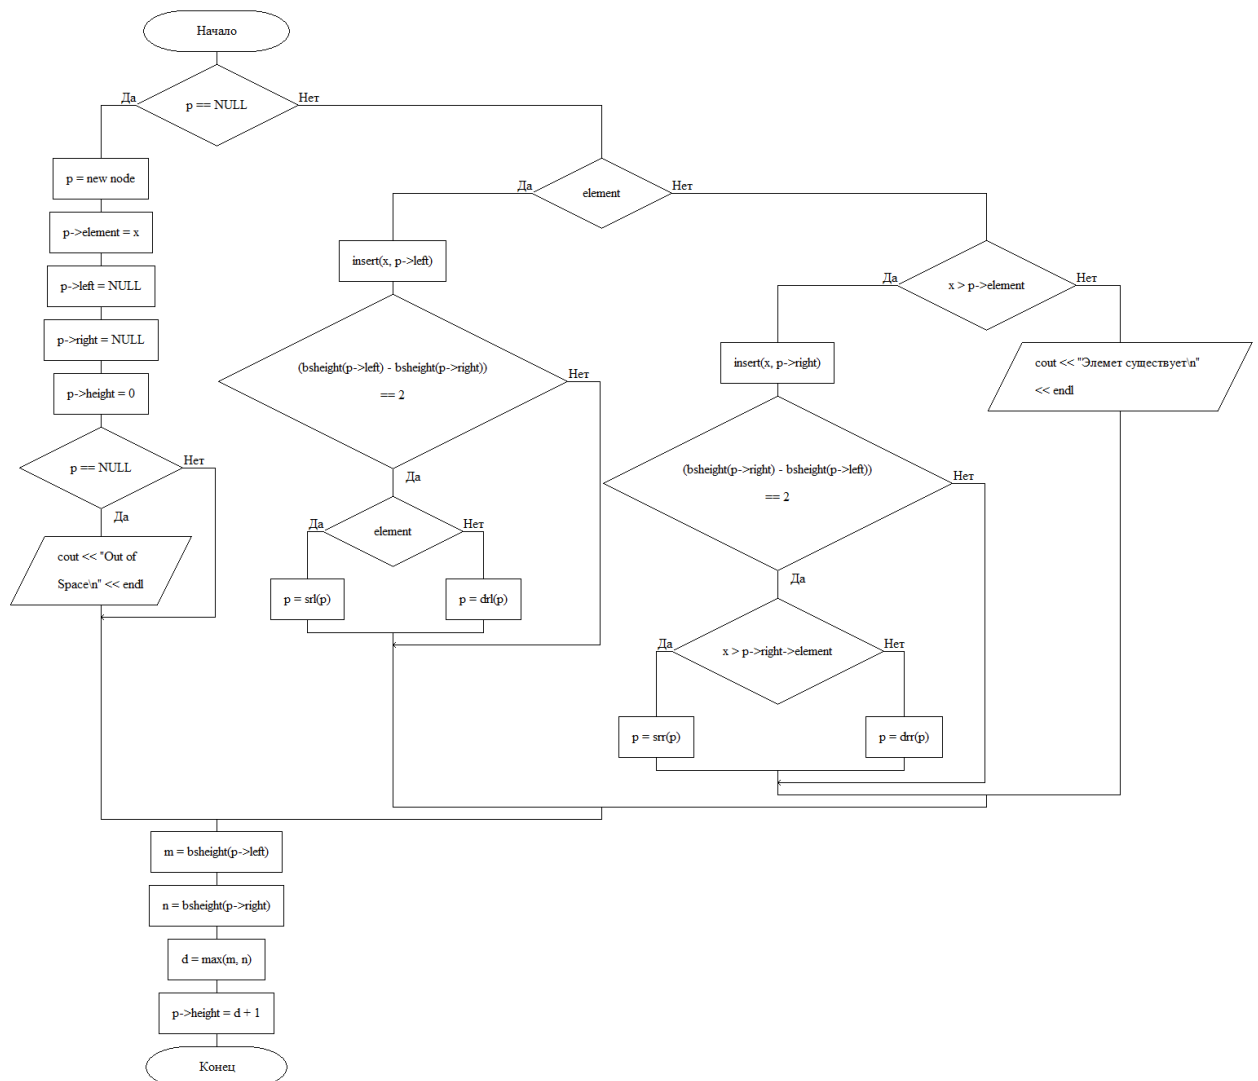 Начало
p == NULL
Да
Нет
p = new node
p->element = x
p->left = NULL
p->right = NULL
p->height = 0
p == NULL
Нет
Да
cout << "Out of
Space\n" << endl
element
Да
Нет
insert(x, p->left)
(bsheight(p->left) - bsheight(p->right))
== 2
Нет
Да
element
Да
Нет
p = srl(p)
p = drl(p)
x > p->element
Да
Нет
insert(x, p->right)
(bsheight(p->right) - bsheight(p->left))
== 2
Нет
Да
x > p->right->element
Да
Нет
p = srr(p)
p = drr(p)
cout << "Элемет существует\n"
<< endl
m = bsheight(p->left)
n = bsheight(p->right)
d = max(m, n)
p->height = d + 1
Конец